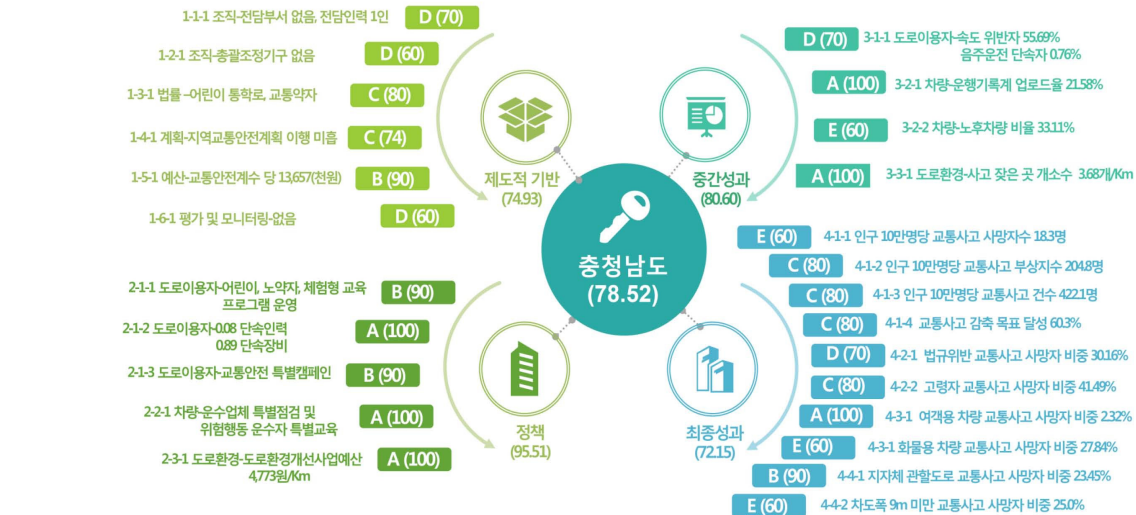 1-1-1 조직-전담부서 없음, 전담인력 1인
D (70)
1-2-1 조직-총괄조정기구 없음
D (60)
1-3-1 법률 –어린이 통학로, 교통약자
C (80)
1-4-1 계획-지역교통안전계획 이행 미흡
C (74)
1-5-1 예산-교통안전계수 당 13,657(천원)
B (90)
1-6-1 평가 및 모니터링-없음
D (60)
제도적 기반
(74.93)
D (70)
3-1-1 도로이용자-속도 위반자 55.69%
음주운전 단속자 0.76%
A (100)
3-2-1 차량-운행기록계 업로드율 21.58%
E (60)
3-2-2 차량-노후차량 비율 33.11%
A (100)
3-3-1 도로환경-사고 잦은 곳 개소수 3.68개/Km
중간성과
(80.60)
충청남도
(78.52)
2-1-1 도로이용자-어린이, 노약자, 체험형 교육
프로그램 운영
B (90)
2-1-2 도로이용자-0.08 단속인력
0.89 단속장비
A (100)
2-1-3 도로이용자-교통안전 특별캠페인
B (90)
2-2-1 차량-운수업체 특별점검 및
위험행동 운수자 특별교육
A (100)
2-3-1 도로환경-도로환경개선사업예산
4,773원/Km
A (100)
정책
(95.51)
E (60)
4-1-1 인구 10만명당 교통사고 사망자수 18.3명
C (80)
4-1-2 인구 10만명당 교통사고 부상지수 204.8명
C (80)
4-1-3 인구 10만명당 교통사고 건수 422.1명
C (80)
4-1-4 교통사고 감축 목표 달성 60.3%
D (70)
4-2-1 법규위반 교통사고 사망자 비중 30.16%
C (80)
4-2-2 고령자 교통사고 사망자 비중 41.49%
A (100)
4-3-1 여객용 차량 교통사고 사망자 비중 2.32%
E (60)
4-3-1 화물용 차량 교통사고 사망자 비중 27.84%
B (90)
4-4-1 지자체 관할도로 교통사고 사망자 비중 23.45%
E (60)
4-4-2 차도폭 9m 미만 교통사고 사망자 비중 25.0%
최종성과
(72.15)